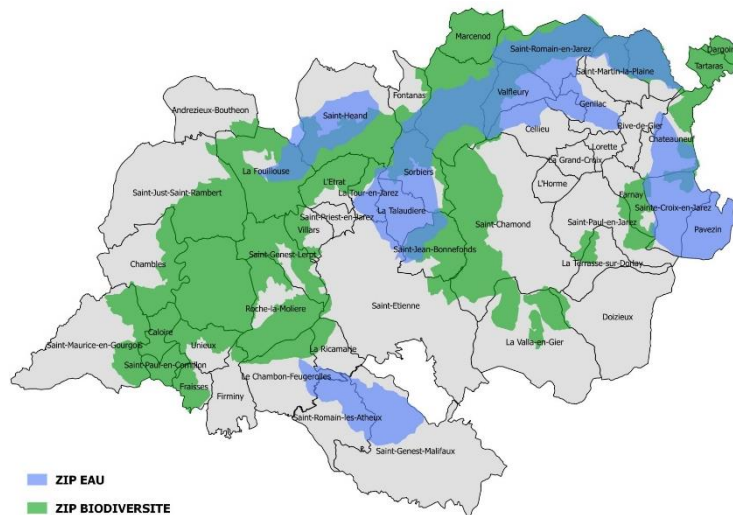 Marcenod
Saint-Romain-en-Jarez
Dargoire
Tartaras
Saint-Martin-la-Plaine
Fontanas
Valfleury
Andrezieux-Boutheon
Saint-Heand
Genilac
Rive-de-Gier
Cellieu
Chateauneuf
Lorette
La Grand-Croix
La Fouillouse
Sorbiers
L'Etrat
L'Horme
Saint-Just-Saint-Rambert
La Tour-en-Jarez
Farnay
La Talaudiere
Sainte-Croix-en-Jarez
Saint-Priest-en-Jarez
Saint-Chamond
Saint-Paul-en-Jarez
Villars
Pavezin
Saint-Genest-Lerpt
Saint-Jean-Bonnefonds
Chambles
La Terrasse-sur-Dorlay
Saint-Etienne
Roche-la-Moliere
Doizieux
Caloire
Saint-Maurice-en-Gourgois
Unieux
La Ricamarie
La Valla-en-Gier
Saint-Paul-en-Cornillon
Le Chambon-Feugerolles
Fraisses
Firminy
Saint-Romain-les-Atheux
Saint-Genest-Malifaux
ZIP EAU
ZIP BIODIVERSITE